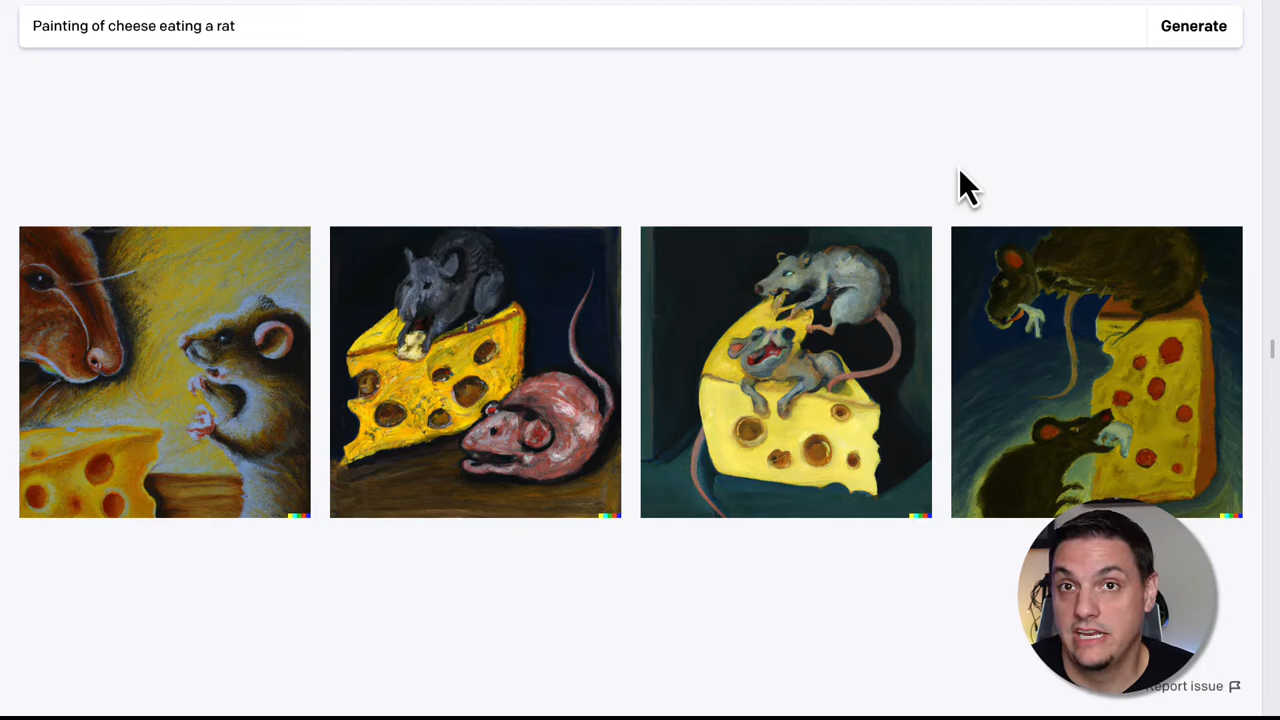 Painting of cheese eating a rat
Generate
Report issue